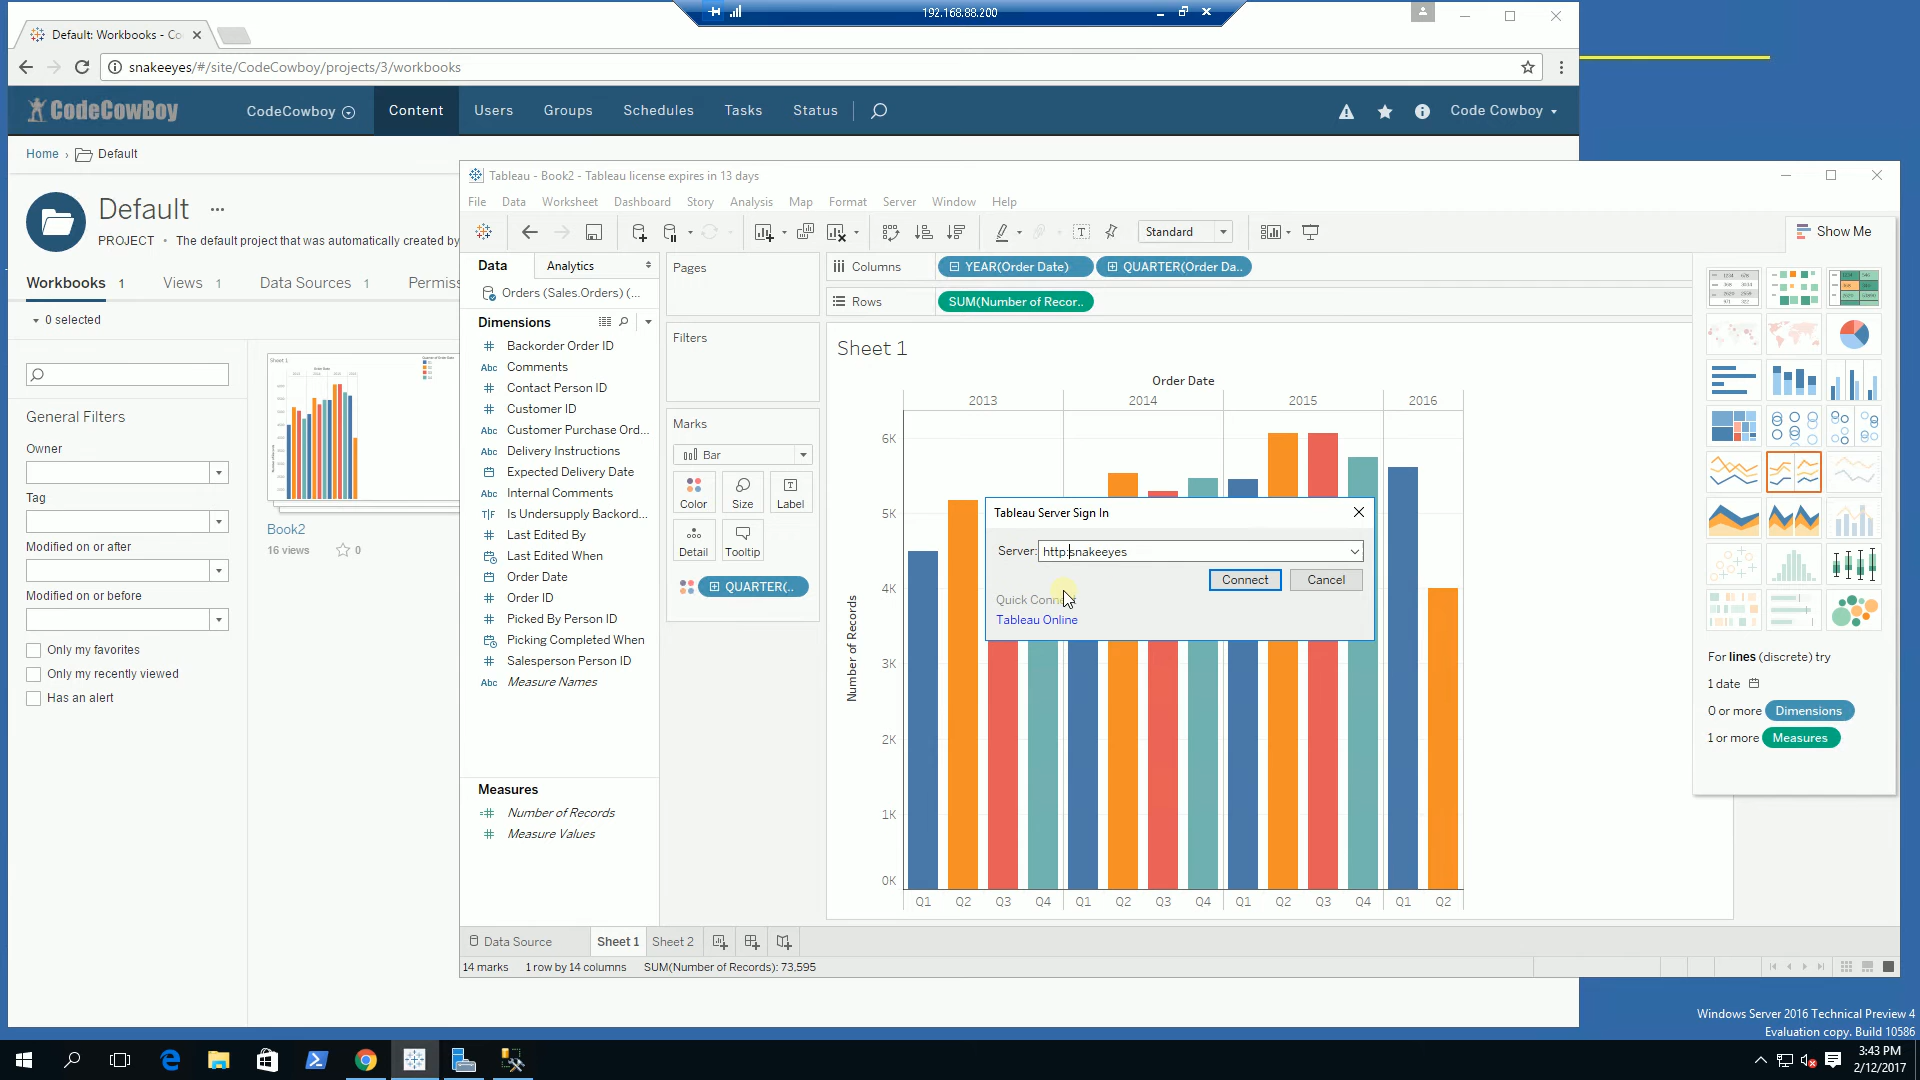 192.168.88.200
Default: Workbooks - Co
snakeeyes/#/site/CodeCowboy/projects/3/workbooks
CodeCowBoy
CodeCowboy
Content
Users
Groups
Schedules
Tasks
Status
Code Cowboy
Home
Default
Default
PROJECT • The default project that was automatically created by
Workbooks 1
Views 1
Data Sources 1
Permiss
0 selected
General Filters
Owner
Tag
Modified on or after
Modified on or before
Only my favorites
Only my recently viewed
Has an alert
Book2
16 views
0
Tableau - Book2 - Tableau license expires in 13 days
File Data Worksheet Dashboard Story Analysis Map Format Server Window Help
Standard
Show Me
Data
Analytics
Orders (Sales.Orders) (...
Dimensions
# Backorder Order ID
Abc Comments
# Contact Person ID
# Customer ID
Abc Customer Purchase Ord...
Abc Delivery Instructions
Expected Delivery Date
Abc Internal Comments
T|F Is Undersupply Backord...
# Last Edited By
Last Edited When
Order Date
# Order ID
# Picked By Person ID
Picking Completed When
# Salesperson Person ID
Abc Measure Names
Measures
=# Number of Records
# Measure Values
Pages
Filters
Marks
Bar
Color
Size
Label
Detail
Tooltip
QUARTER(..
Columns
YEAR(Order Date)
QUARTER(Order Da..
Rows
SUM(Number of Recor..
Sheet 1
Order Date
2013
2014
2015
2016
Number of Records
6K
5K
4K
3K
2K
1K
0K
Q1 Q2 Q3 Q4 Q1 Q2 Q3 Q4 Q1 Q2 Q3 Q4 Q1 Q2
Tableau Server Sign In
Server:
http:snakeeyes
Connect
Cancel
Quick Conne
Tableau Online
For lines (discrete) try
1 date
0 or more Dimensions
1 or more Measures
Data Source
Sheet 1
Sheet 2
14 marks
1 row by 14 columns
SUM(Number of Records): 73,595
Windows Server 2016 Technical Preview 4
Evaluation copy. Build 10586
3:43 PM
2/12/2017